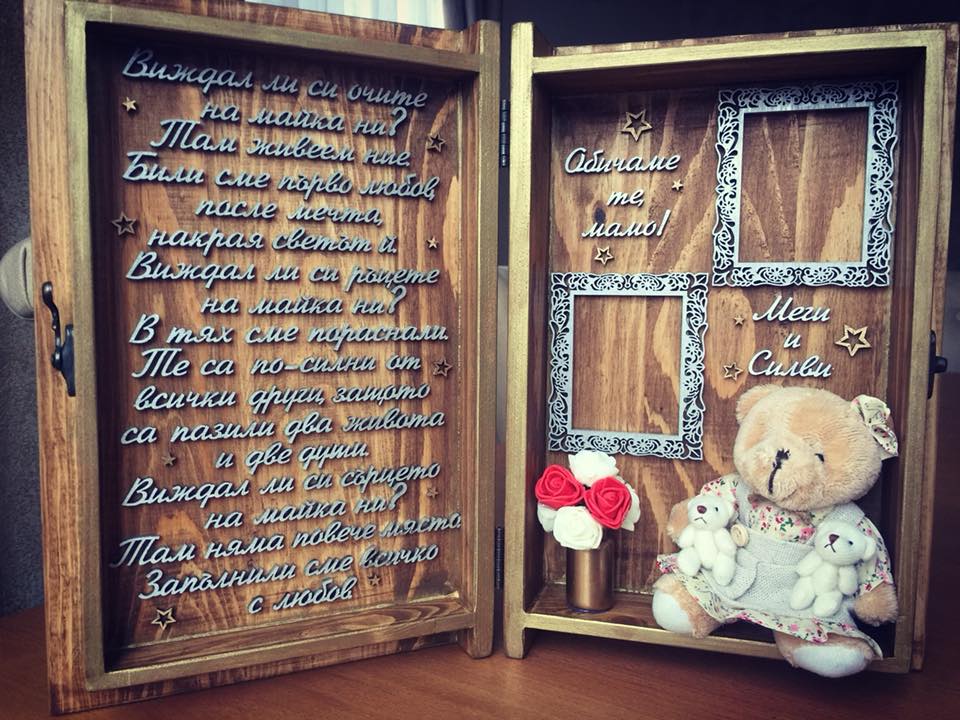 Виждал ли си очите
на майка ни?
Там живеем ние.
Били сме първо любов,
после мечта,
накрая светът ѝ.
Виждал ли си ръцете
на майка ни?
В тях сме пораснали.
Те са по-силни от
всички други, защото
са пазили два живота
и две души.
Виждал ли си сърцето
на майка ни?
Там няма повече място.
Запълнили сме всичко
с любов.
Обичаме
те,
мамо!
Меги
и
Силви